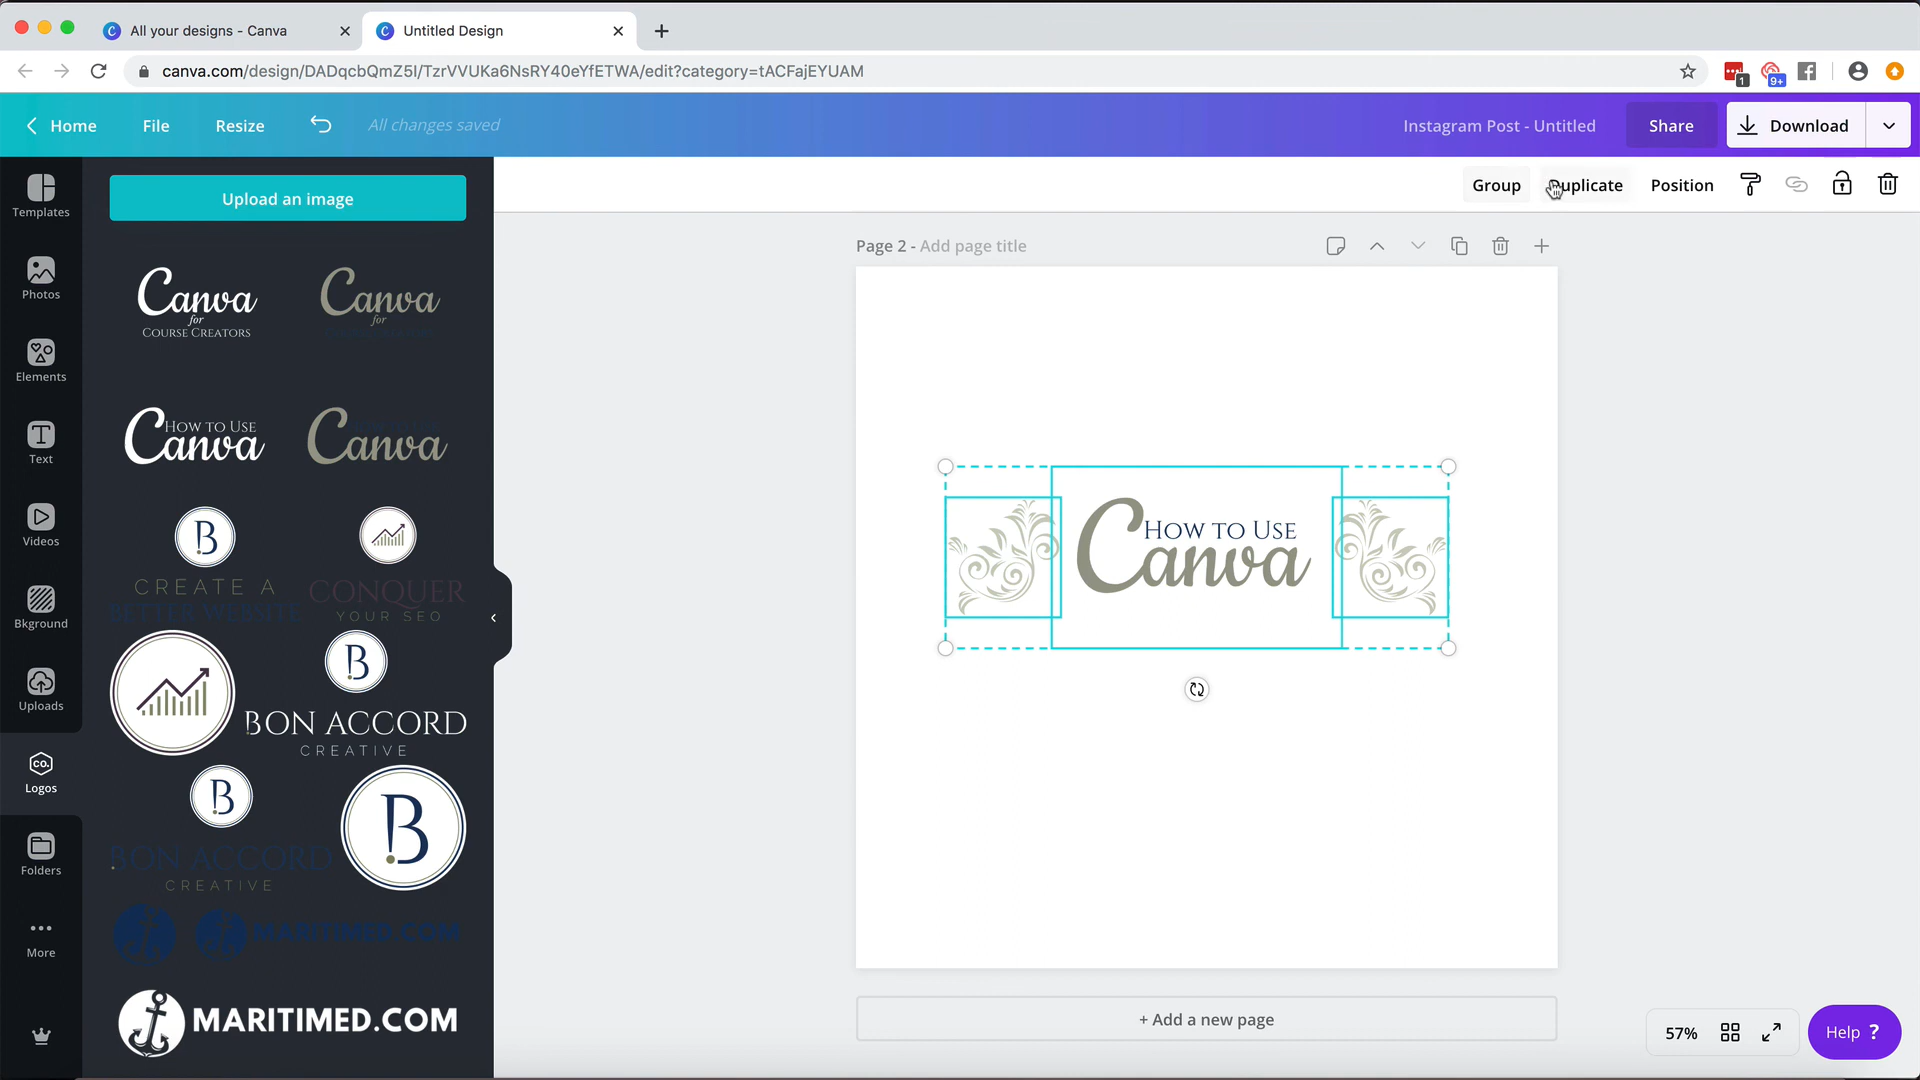 All your designs - Canva
Untitled Design
canva.com/design/DADqcbQmZ5I/TzrVVUKa6NsRY40eYfETWA/edit?category=tACFajEYUAM
1
9+
Home
File
Resize
All changes saved
Instagram Post - Untitled
Share
Download
Templates
Photos
Elements
Text
Videos
Bkground
Uploads
CO.
Logos
Folders
More
Upload an image
Canva
for
COURSE CREATORS
Canva
for
HOW TO USE
Canva
Canva
B
CREATE A
BETTER WEBSITE
CONQUER
YOUR SEO
B
BON ACCORD
CREATIVE
B
BON ACCORD
CREATIVE
B
MARITIMED.COM
MARITIMED.COM
Group
Duplicate
Position
Page 2 - Add page title
HOW TO USE
Canva
+ Add a new page
57%
Help ?